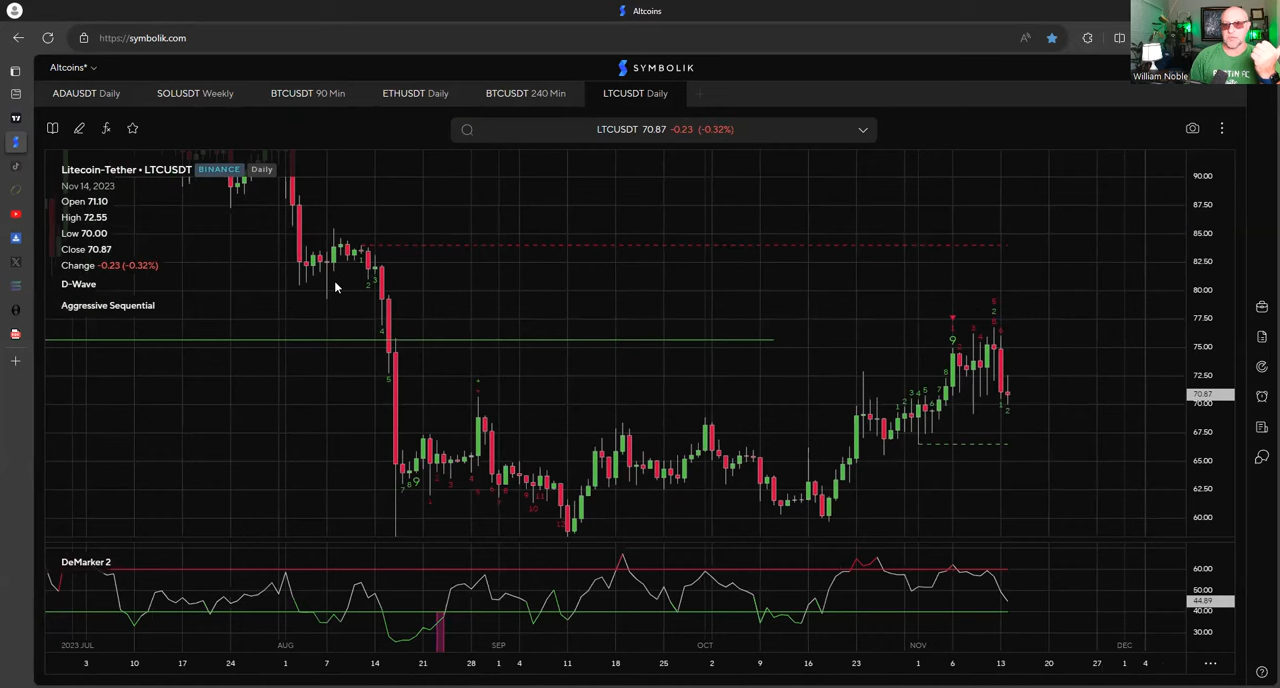 Altcoins
https://symbolik.com
William Noble
Altcoins
SYMBOLIK
ADAUSDT Daily
SOLUSDT Weekly
BTCUSDT 90 Min
ETHUSDT Daily
BTCUSDT 240 Min
LTCUSDT Daily
LTCUSDT 70.87 -0.23 (-0.32%)
Litecoin-Tether • LTCUSDT BINANCE Daily
Nov 14, 2023
Open 71.10
High 72.55
Low 70.00
Close 70.87
Change -0.23 (-0.32%)
D-Wave
Aggressive Sequential
90.00
87.50
85.00
82.50
80.00
77.50
75.00
72.50
70.87
70.00
67.50
65.00
62.50
60.00
DeMarker 2
60.00
50.00
44.89
40.00
30.00
2023 JUL AUG SEP OCT NOV DEC
3 10 17 24 1 7 14 21 28 1 4 11 18 25 2 9 16 23 1 6 13 20 27 1 4